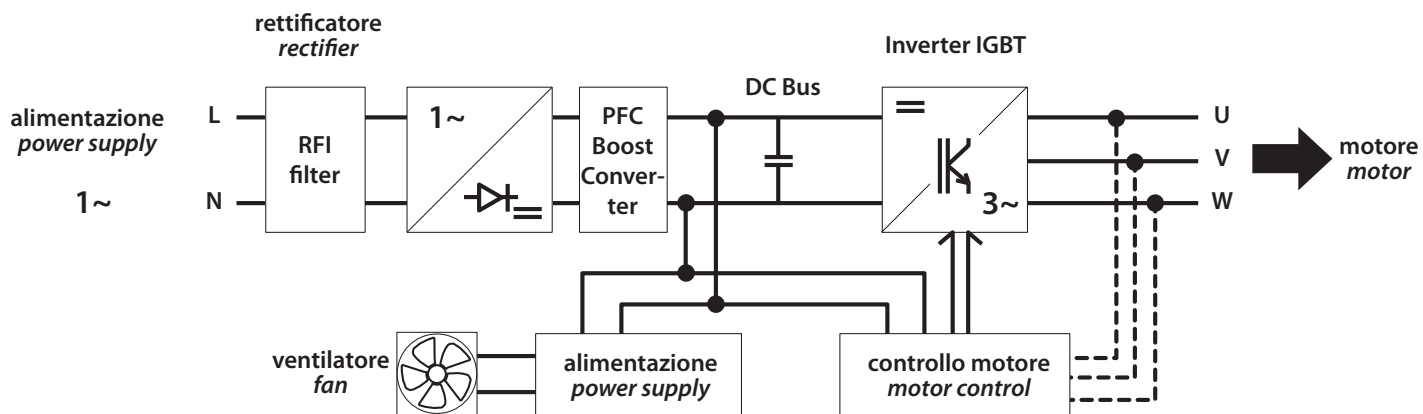 rettificatore
rectifier
Inverter IGBT
DC Bus
alimentazione
power supply
1~
L
N
RFI
filter
1~
PFC
Boost
Conver-
ter
3~
U
V
W
motore
motor
ventilatore
fan
alimentazione
power supply
controllo motore
motor control